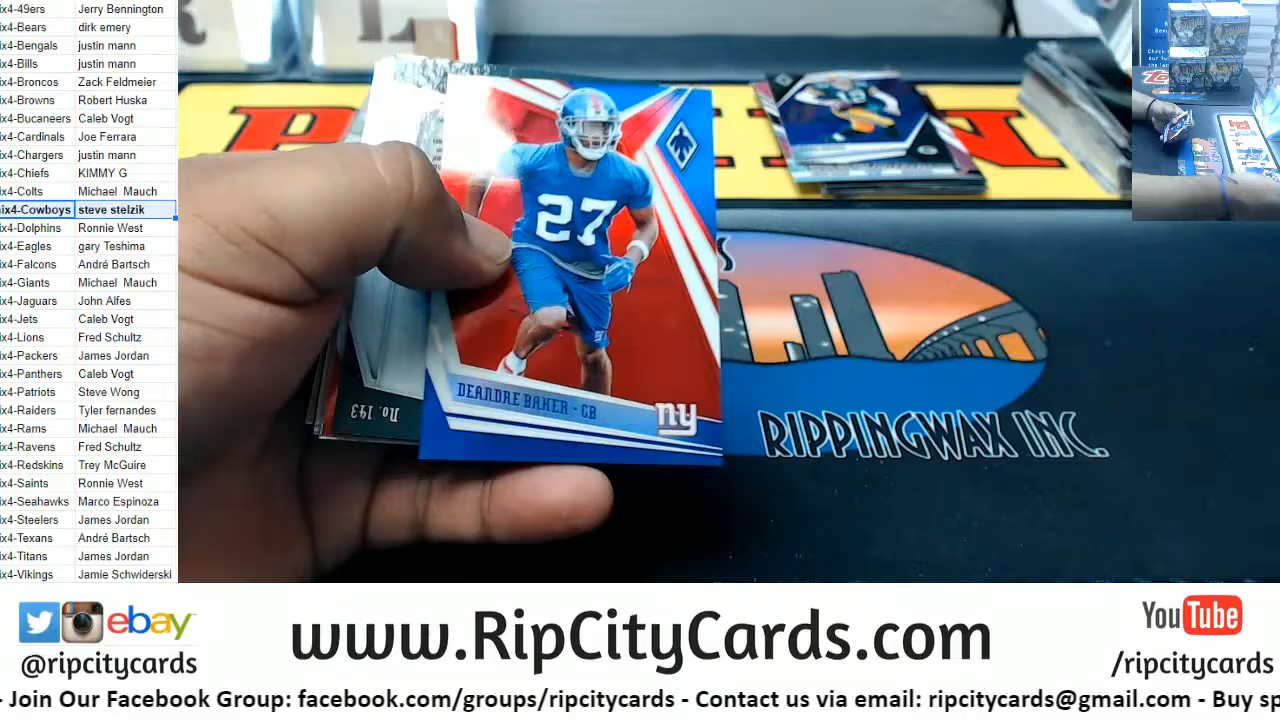 ix4-49ers Jerry Bennington
ix4-Bears dirk emery
ix4-Bengals justin mann
ix4-Bills justin mann
ix4-Broncos Zack Feldmeier
ix4-Browns Robert Huska
ix4-Bucaneers Caleb Vogt
ix4-Cardinals Joe Ferrara
ix4-Chargers justin mann
ix4-Chiefs KIMMY G
ix4-Colts Michael Mauch
ix4-Cowboys steve stelzik
ix4-Dolphins Ronnie West
ix4-Eagles gary Teshima
ix4-Falcons André Bartsch
ix4-Giants Michael Mauch
ix4-Jaguars John Alfes
ix4-Jets Caleb Vogt
ix4-Lions Fred Schultz
ix4-Packers James Jordan
ix4-Panthers Caleb Vogt
ix4-Patriots Steve Wong
ix4-Raiders Tyler fernandes
ix4-Rams Michael Mauch
ix4-Ravens Fred Schultz
ix4-Redskins Trey McGuire
ix4-Saints Ronnie West
ix4-Seahawks Marco Espinoza
ix4-Steelers James Jordan
ix4-Texans André Bartsch
ix4-Titans James Jordan
ix4-Vikings Jamie Schwiderski
27
DEANDRE BAKER · CB
ny
No. 143
RIPPINGWAX INC.
ebay
@ripcitycards
www.RipCityCards.com
YouTube
/ripcitycards
- Join Our Facebook Group: facebook.com/groups/ripcitycards - Contact us via email: ripcitycards@gmail.com - Buy sp